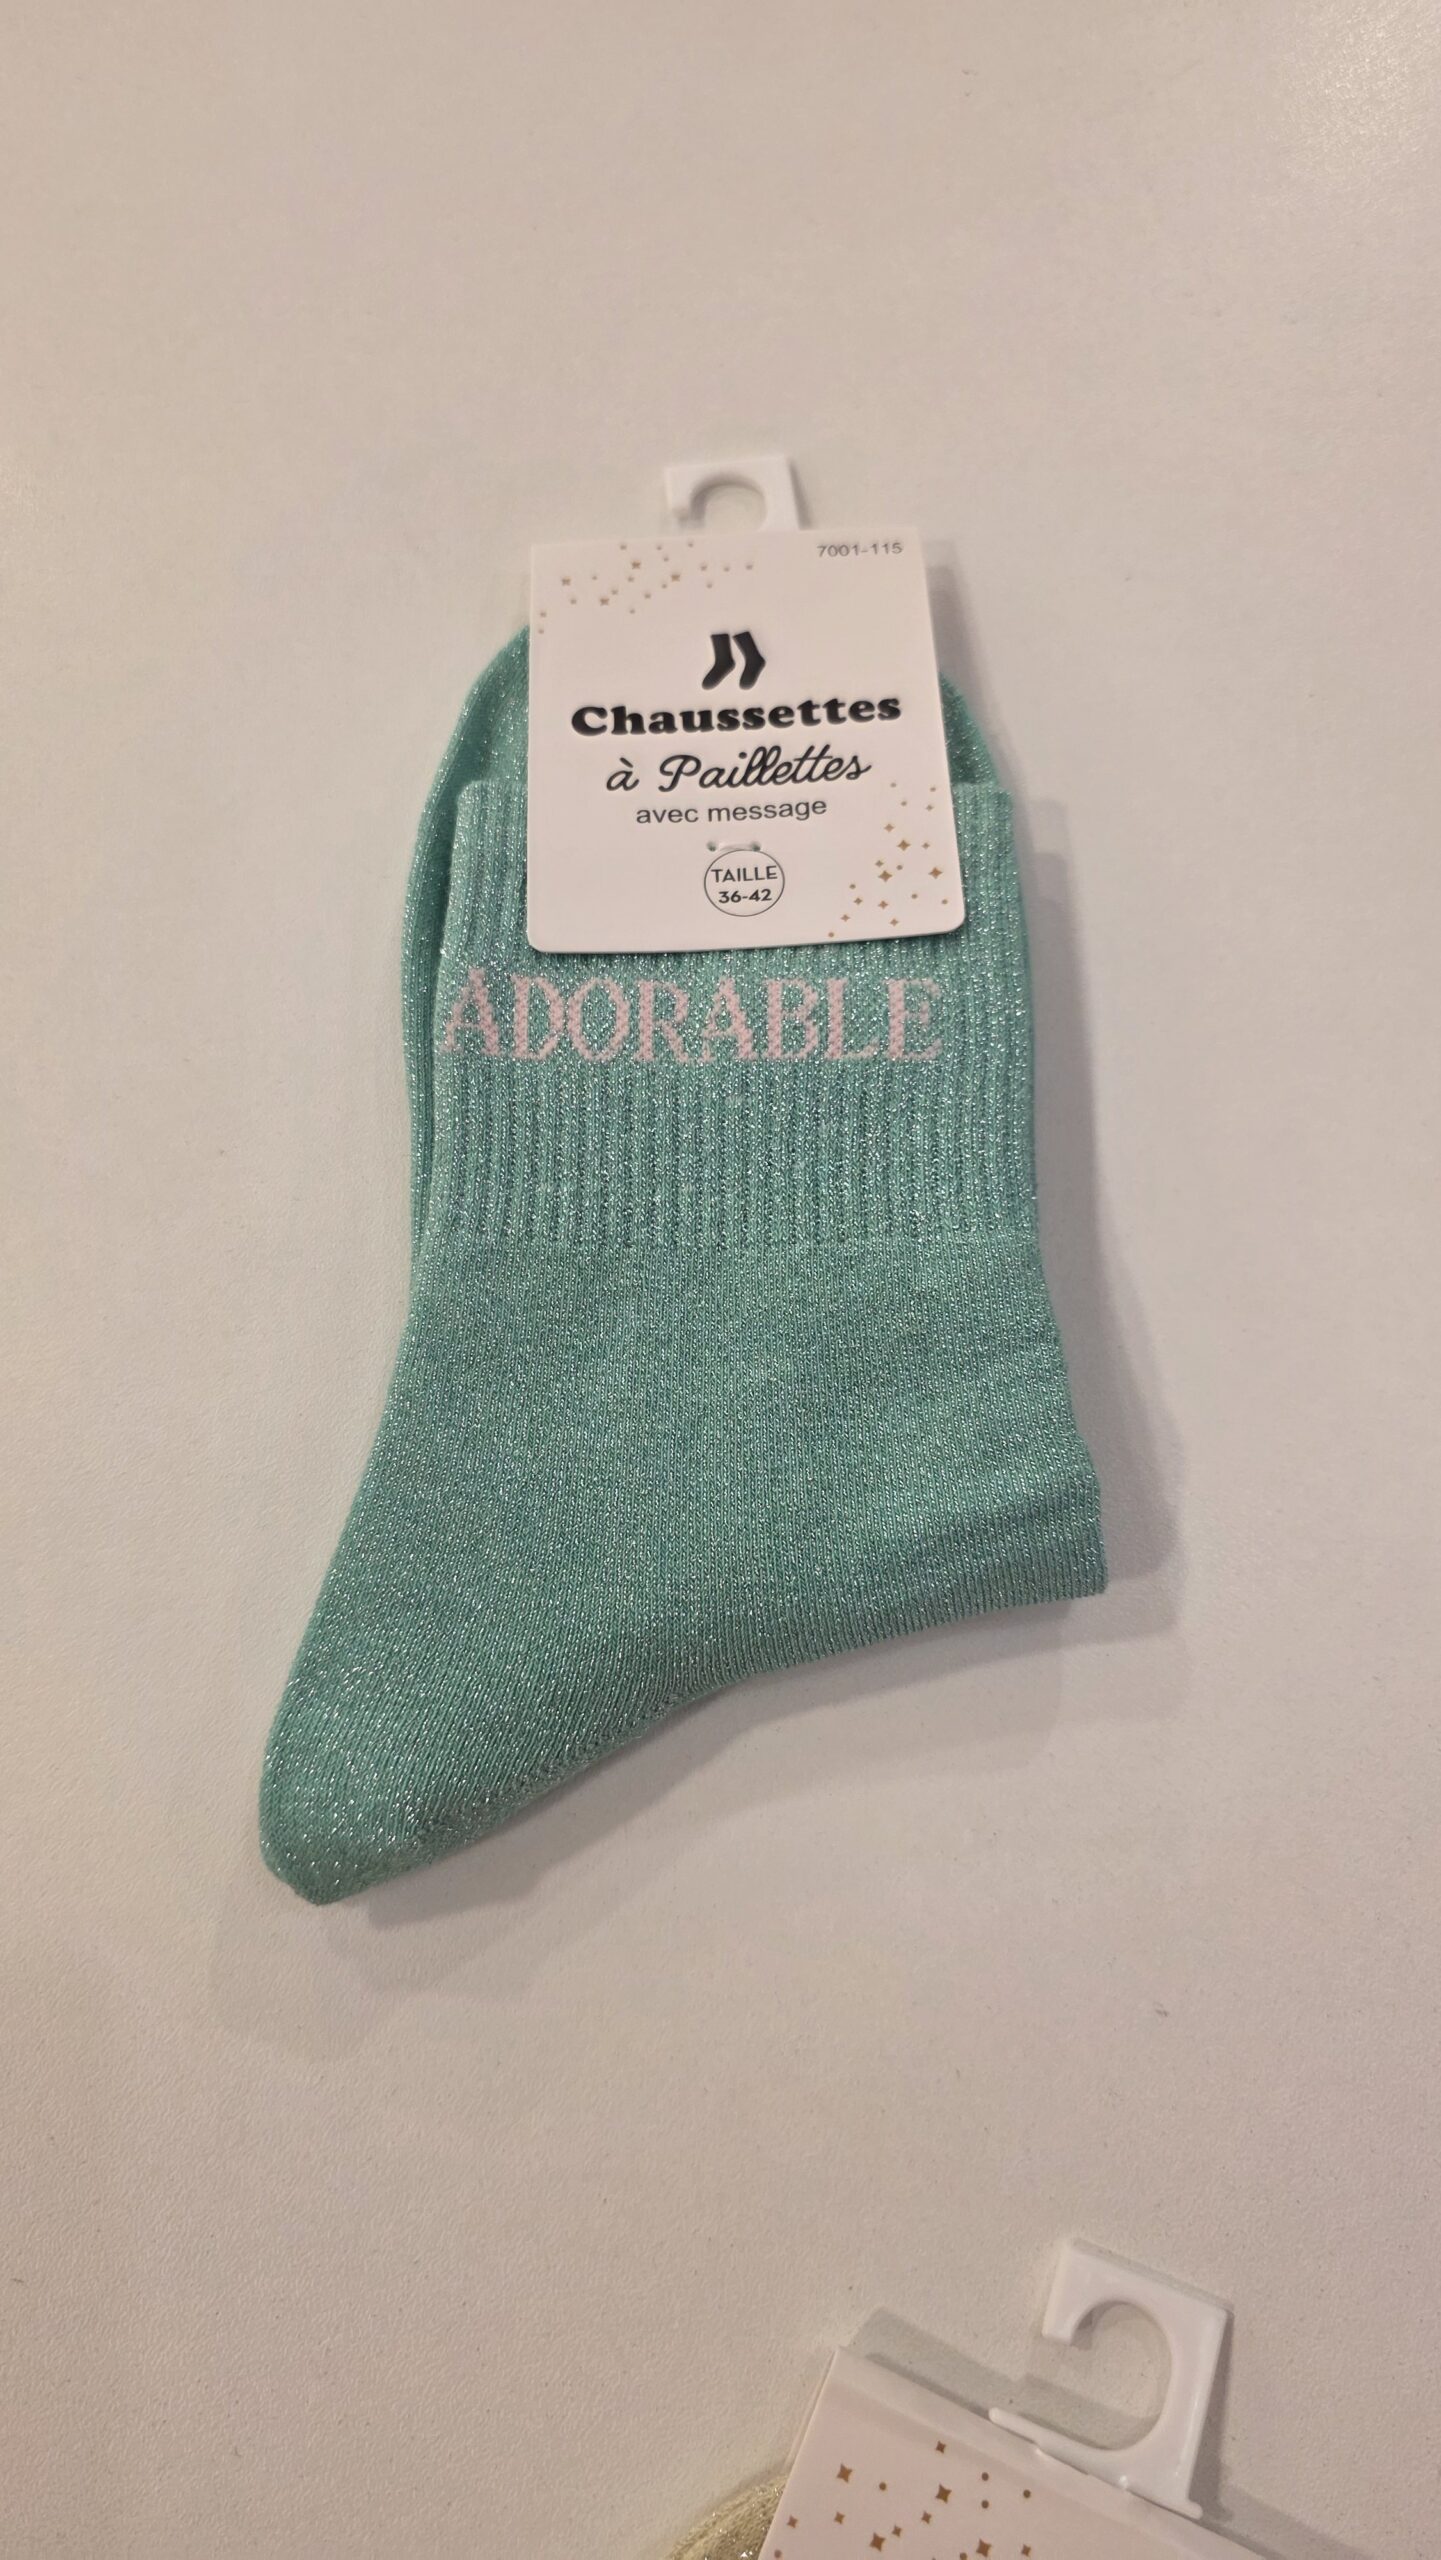 7001-115
Chaussettes
à Paillettes
avec message
TAILLE
36-42
ADORABLE